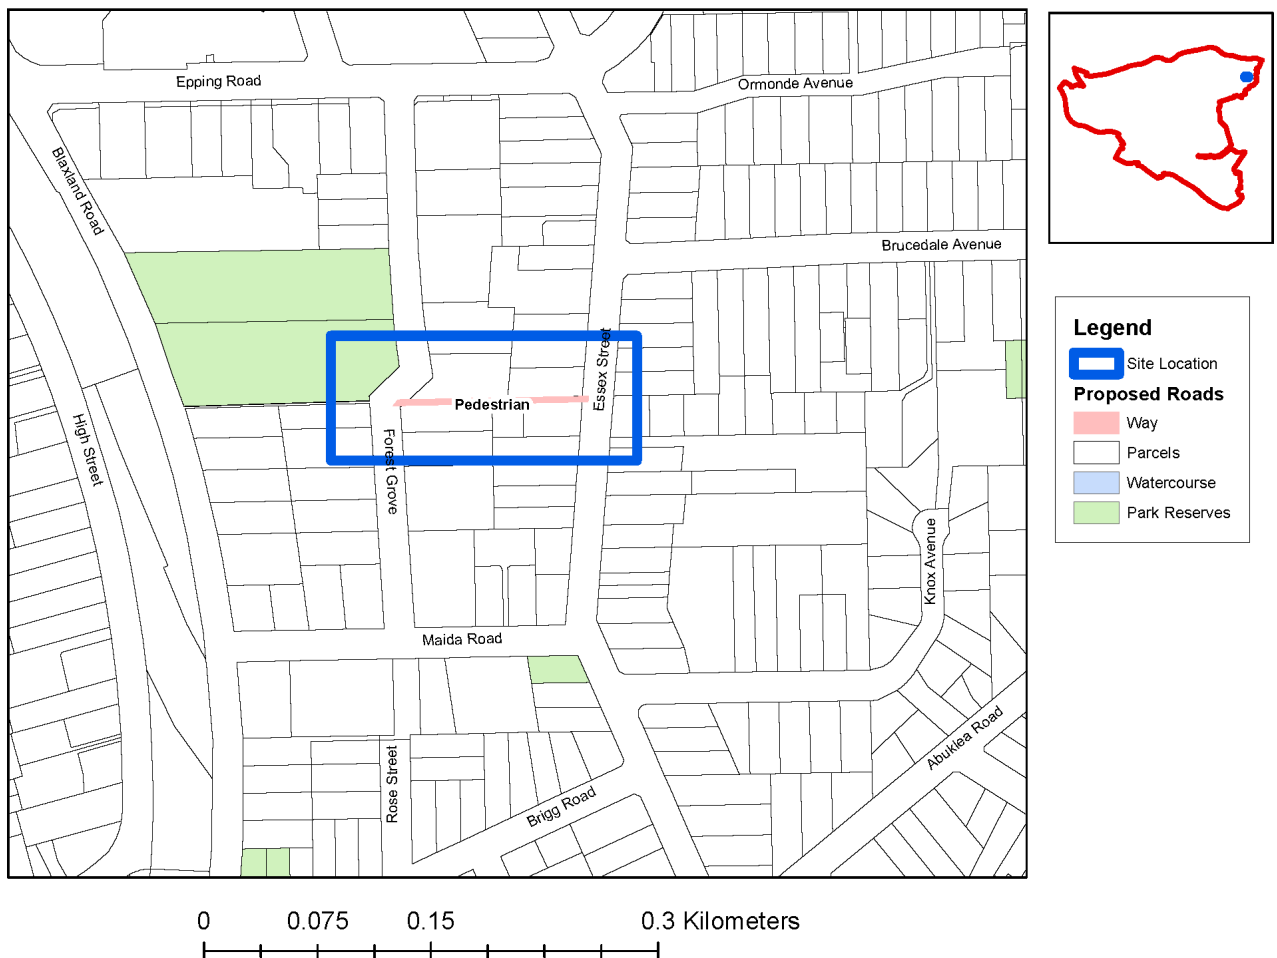 Epping Road
Ormonde Avenue
Blaxland Road
Brucedale Avenue
Essex Street
Pedestrian
High Street
Forest Grove
Knox Avenue
Maida Road
Abuklea Road
Rose Street
Brigg Road
Legend
Site Location
Proposed Roads
Way
Parcels
Watercourse
Park Reserves
0 0.075 0.15 0.3 Kilometers